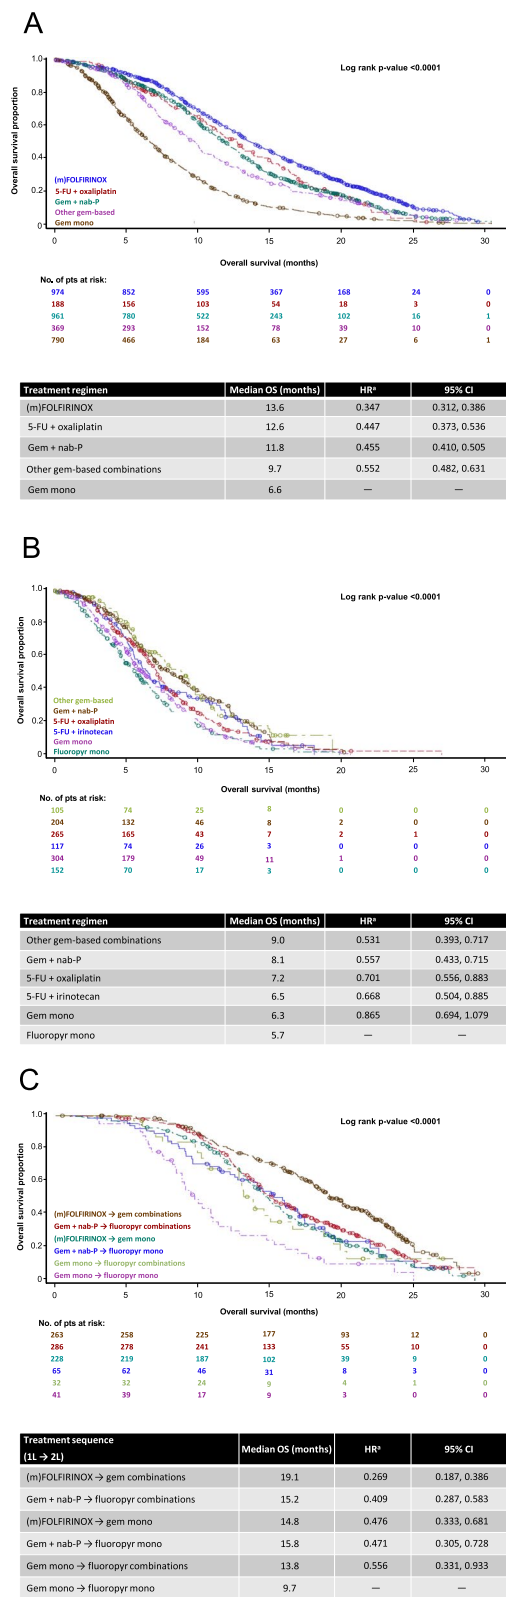 A
Log rank p-value <0.0001
Overall survival proportion
1.0
0.8
0.6
0.4
0.2
0
(m)FOLFIRINOX
5-FU + oxaliplatin
Gem + nab-P
Other gem-based
Gem mono
0 5 10 15 20 25 30
Overall survival (months)
No. of pts at risk:
974 852 595 367 168 24 0
188 156 103 54 18 3 0
961 780 522 243 102 16 1
369 293 152 78 39 10 0
790 466 184 63 27 6 1
Treatment regimen Median OS (months) HRᵃ 95% CI
(m)FOLFIRINOX 13.6 0.347 0.312, 0.386
5-FU + oxaliplatin 12.6 0.447 0.373, 0.536
Gem + nab-P 11.8 0.455 0.410, 0.505
Other gem-based combinations 9.7 0.552 0.482, 0.631
Gem mono 6.6 — —
B
Log rank p-value <0.0001
Overall survival proportion
1.0
0.8
0.6
0.4
0.2
0
Other gem-based
Gem + nab-P
5-FU + oxaliplatin
5-FU + irinotecan
Gem mono
Fluoropyr mono
0 5 10 15 20 25 30
Overall survival (months)
No. of pts at risk:
105 74 25 8 0 0 0
204 132 46 8 2 0 0
265 165 43 7 2 1 0
117 74 26 3 0 0 0
304 179 49 11 1 0 0
152 70 17 3 0 0 0
Treatment regimen Median OS (months) HRᵃ 95% CI
Other gem-based combinations 9.0 0.531 0.393, 0.717
Gem + nab-P 8.1 0.557 0.433, 0.715
5-FU + oxaliplatin 7.2 0.701 0.556, 0.883
5-FU + irinotecan 6.5 0.668 0.504, 0.885
Gem mono 6.3 0.865 0.694, 1.079
Fluoropyr mono 5.7 — —
C
Log rank p-value <0.0001
Overall survival proportion
1.0
0.8
0.6
0.4
0.2
0
(m)FOLFIRINOX → gem combinations
Gem + nab-P → fluoropyr combinations
(m)FOLFIRINOX → gem mono
Gem + nab-P → fluoropyr mono
Gem mono → fluoropyr combinations
Gem mono → fluoropyr mono
0 5 10 15 20 25 30
Overall survival (months)
No. of pts at risk:
263 258 225 177 93 12 0
286 278 241 133 55 10 0
228 219 187 102 39 9 0
65 62 46 31 8 3 0
32 32 24 9 4 1 0
41 39 17 9 3 0 0
Treatment sequence
(1L → 2L) Median OS (months) HRᵃ 95% CI
(m)FOLFIRINOX → gem combinations 19.1 0.269 0.187, 0.386
Gem + nab-P → fluoropyr combinations 15.2 0.409 0.287, 0.583
(m)FOLFIRINOX → gem mono 14.8 0.476 0.333, 0.681
Gem + nab-P → fluoropyr mono 15.8 0.471 0.305, 0.728
Gem mono → fluoropyr combinations 13.8 0.556 0.331, 0.933
Gem mono → fluoropyr mono 9.7 — —